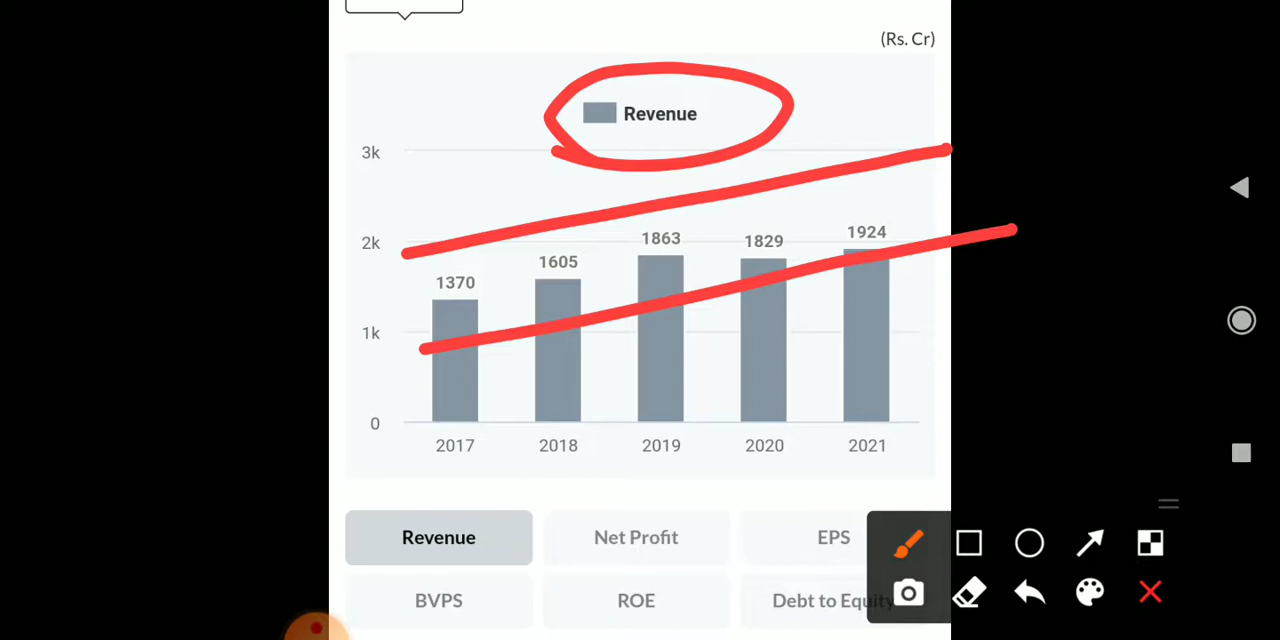 (Rs. Cr)
Revenue
3k
2k
1k
0
1370
1605
1863
1829
1924
2017 2018 2019 2020 2021
Revenue Net Profit EPS
BVPS ROE Debt to Equity